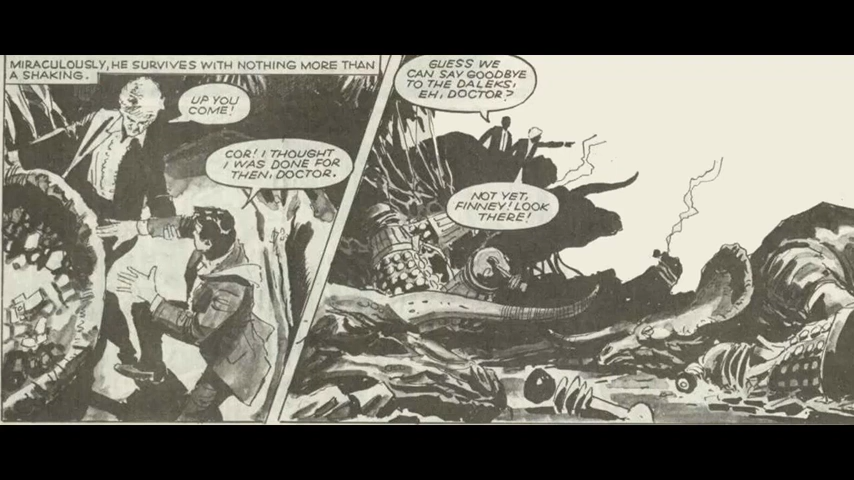 MIRACULOUSLY, HE SURVIVES WITH NOTHING MORE THAN
A SHAKING.
UP YOU
COME!
COR! I THOUGHT
I WAS DONE FOR
THEN, DOCTOR.
GUESS WE
CAN SAY GOODBYE
TO THE DALEKS,
EH, DOCTOR?
NOT YET,
FINNEY! LOOK
THERE!